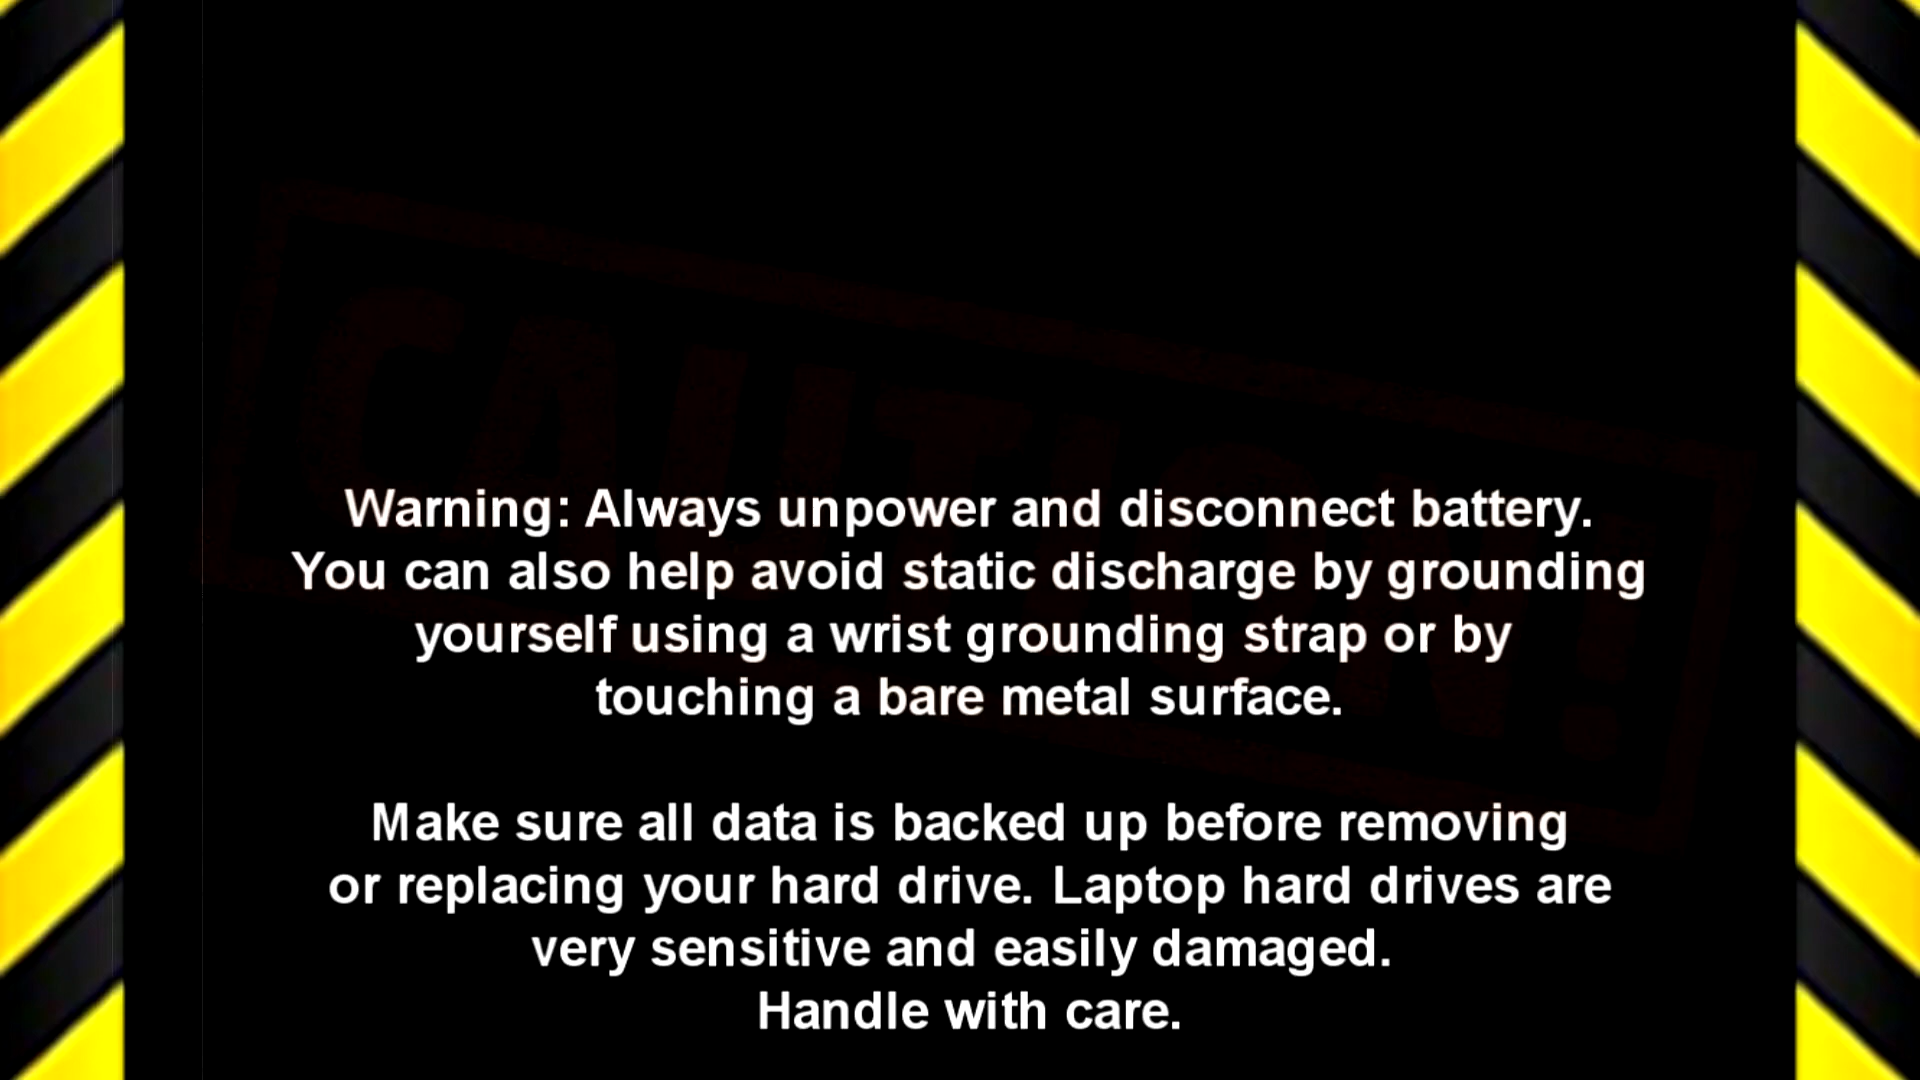 CAUTION!
Warning: Always unpower and disconnect battery.
You can also help avoid static discharge by grounding
yourself using a wrist grounding strap or by
touching a bare metal surface.
Make sure all data is backed up before removing
or replacing your hard drive. Laptop hard drives are
very sensitive and easily damaged.
Handle with care.